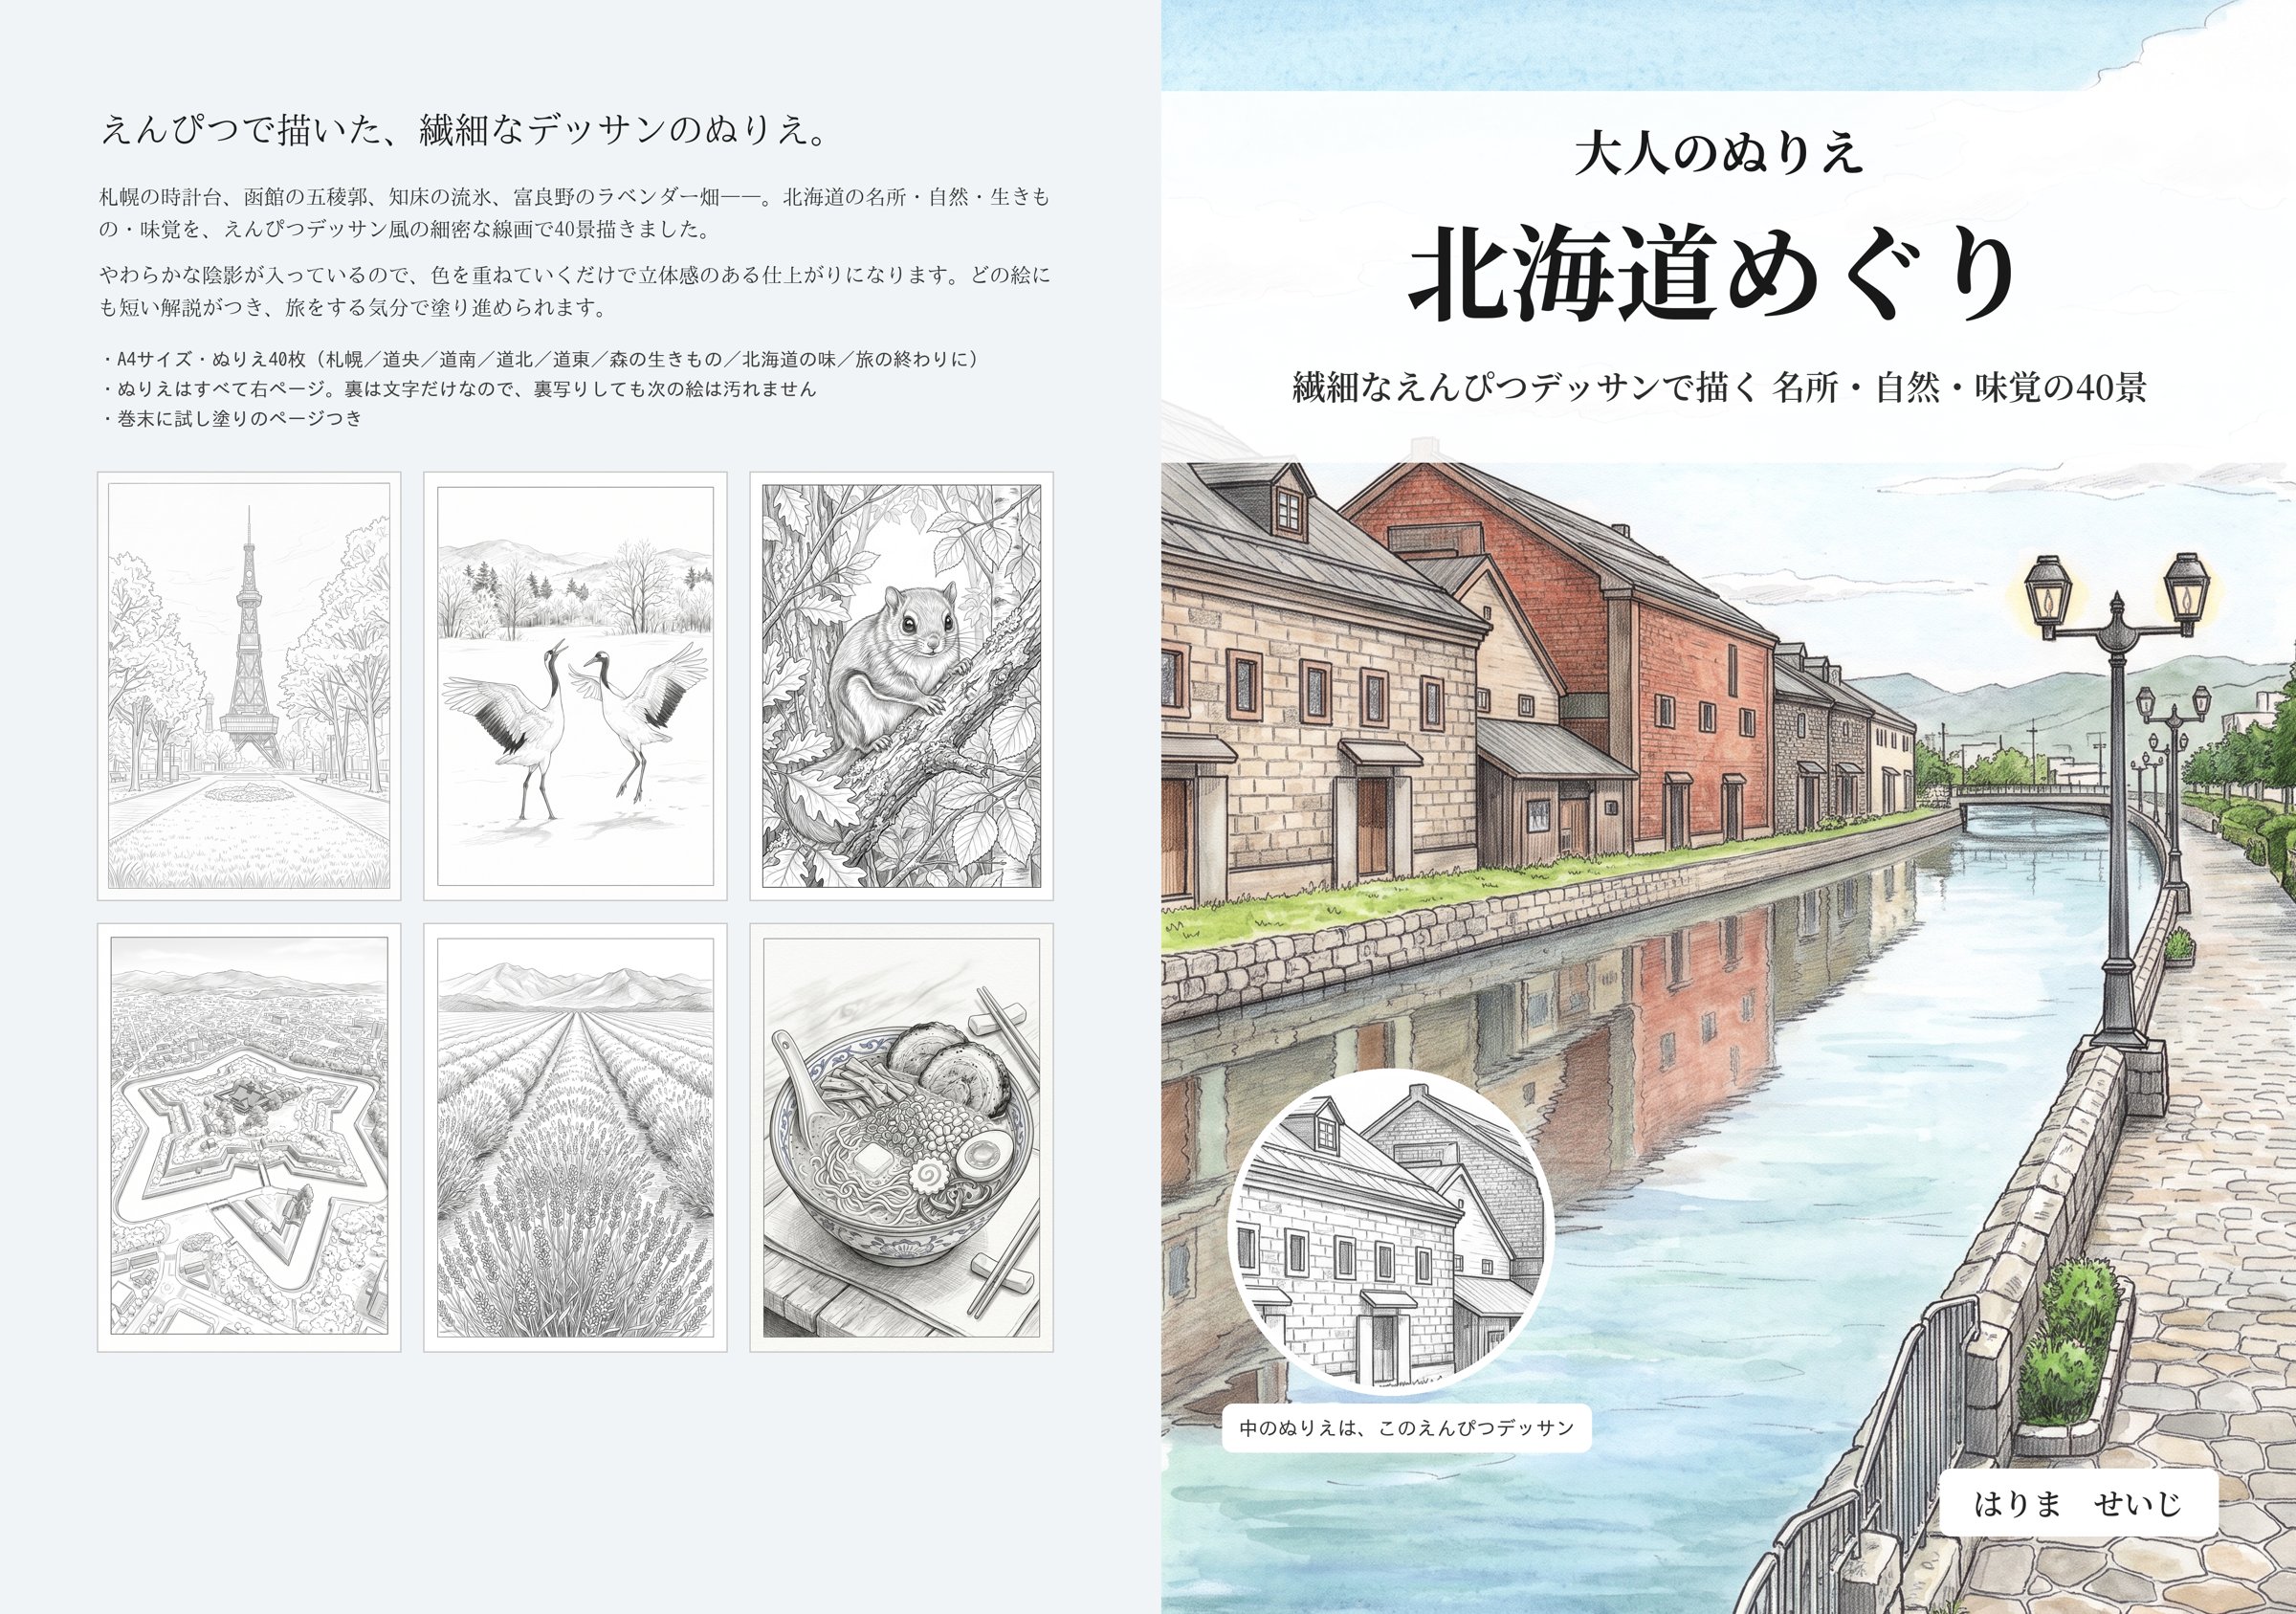 えんぴつで描いた、繊細なデッサンのぬりえ。
札幌の時計台、函館の五稜郭、知床の流氷、富良野のラベンダー畑――。北海道の名所・自然・生きも
の・味覚を、えんぴつデッサン風の細密な線画で40景描きました。
やわらかな陰影が入っているので、色を重ねていくだけで立体感のある仕上がりになります。どの絵に
も短い解説がつき、旅をする気分で塗り進められます。
・A4サイズ・ぬりえ40枚（札幌／道央／道南／道北／道東／森の生きもの／北海道の味／旅の終わりに）
・ぬりえはすべて右ページ。裏は文字だけなので、裏写りしても次の絵は汚れません
・巻末に試し塗りのページつき
大人のぬりえ
北海道めぐり
繊細なえんぴつデッサンで描く 名所・自然・味覚の40景
中のぬりえは、このえんぴつデッサン
はりま　せいじ